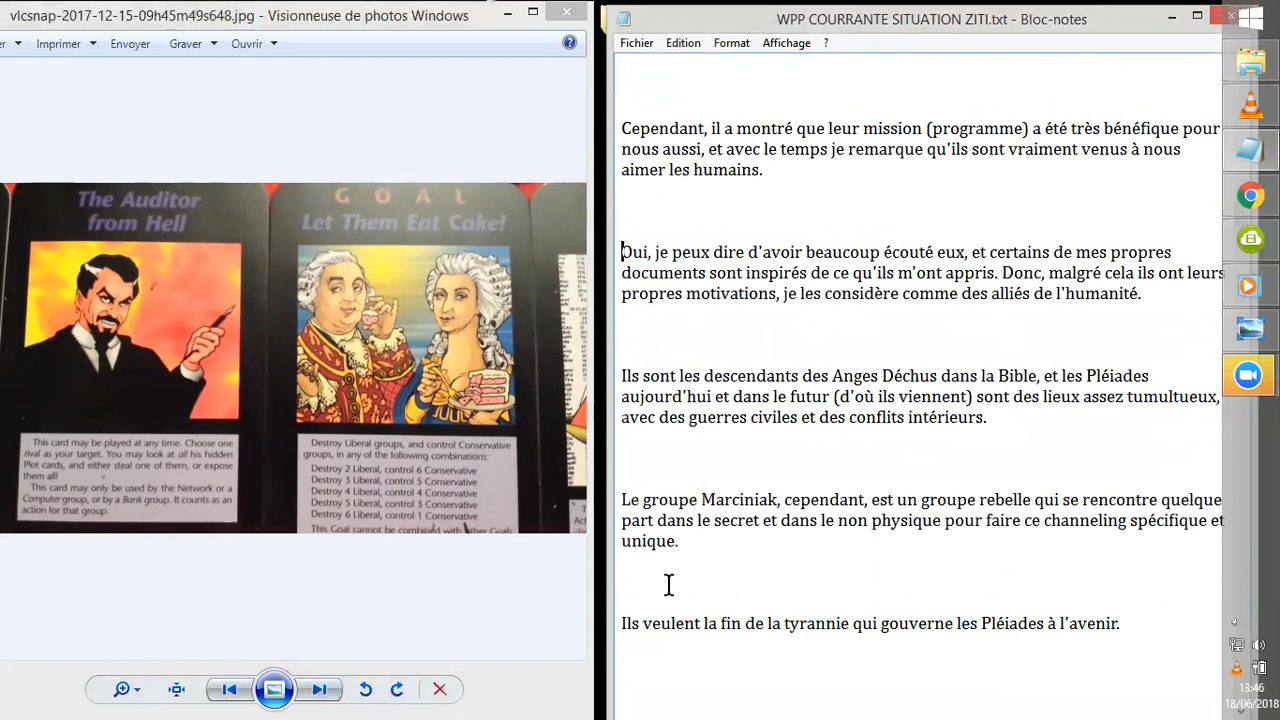 vlcsnap-2017-12-15-09h45m49s648.jpg - Visionneuse de photos Windows
Imprimer Envoyer Graver Ouvrir
The Auditor
from Hell
This card may be played at any time. Choose one
rival as your target. You may look at all his hidden
Plot cards, and either steal one of them, or expose
them all!
This card may only be used by the Network or a
Computer group, or by a Bank group. It counts as an
action for that group.
GOAL
Let Them Eat Cake!
Destroy Liberal groups, and control Conservative
groups, in any of the following combinations:
Destroy 2 Liberal, control 6 Conservative
Destroy 3 Liberal, control 5 Conservative
Destroy 4 Liberal, control 4 Conservative
Destroy 5 Liberal, control 3 Conservative
Destroy 6 Liberal, control 1 Conservative
This Goal cannot be combined with other Goals
WPP COURRANTE SITUATION ZITI.txt - Bloc-notes
Fichier Edition Format Affichage ?
Cependant, il a montré que leur mission (programme) a été très bénéfique pour
nous aussi, et avec le temps je remarque qu'ils sont vraiment venus à nous
aimer les humains.
Oui, je peux dire d'avoir beaucoup écouté eux, et certains de mes propres
documents sont inspirés de ce qu'ils m'ont appris. Donc, malgré cela ils ont leurs
propres motivations, je les considère comme des alliés de l'humanité.
Ils sont les descendants des Anges Déchus dans la Bible, et les Pléiades
aujourd'hui et dans le futur (d'où ils viennent) sont des lieux assez tumultueux,
avec des guerres civiles et des conflits intérieurs.
Le groupe Marciniak, cependant, est un groupe rebelle qui se rencontre quelque
part dans le secret et dans le non physique pour faire ce channeling spécifique et
unique.
Ils veulent la fin de la tyrannie qui gouverne les Pléiades à l'avenir.
13:46
18/06/2018